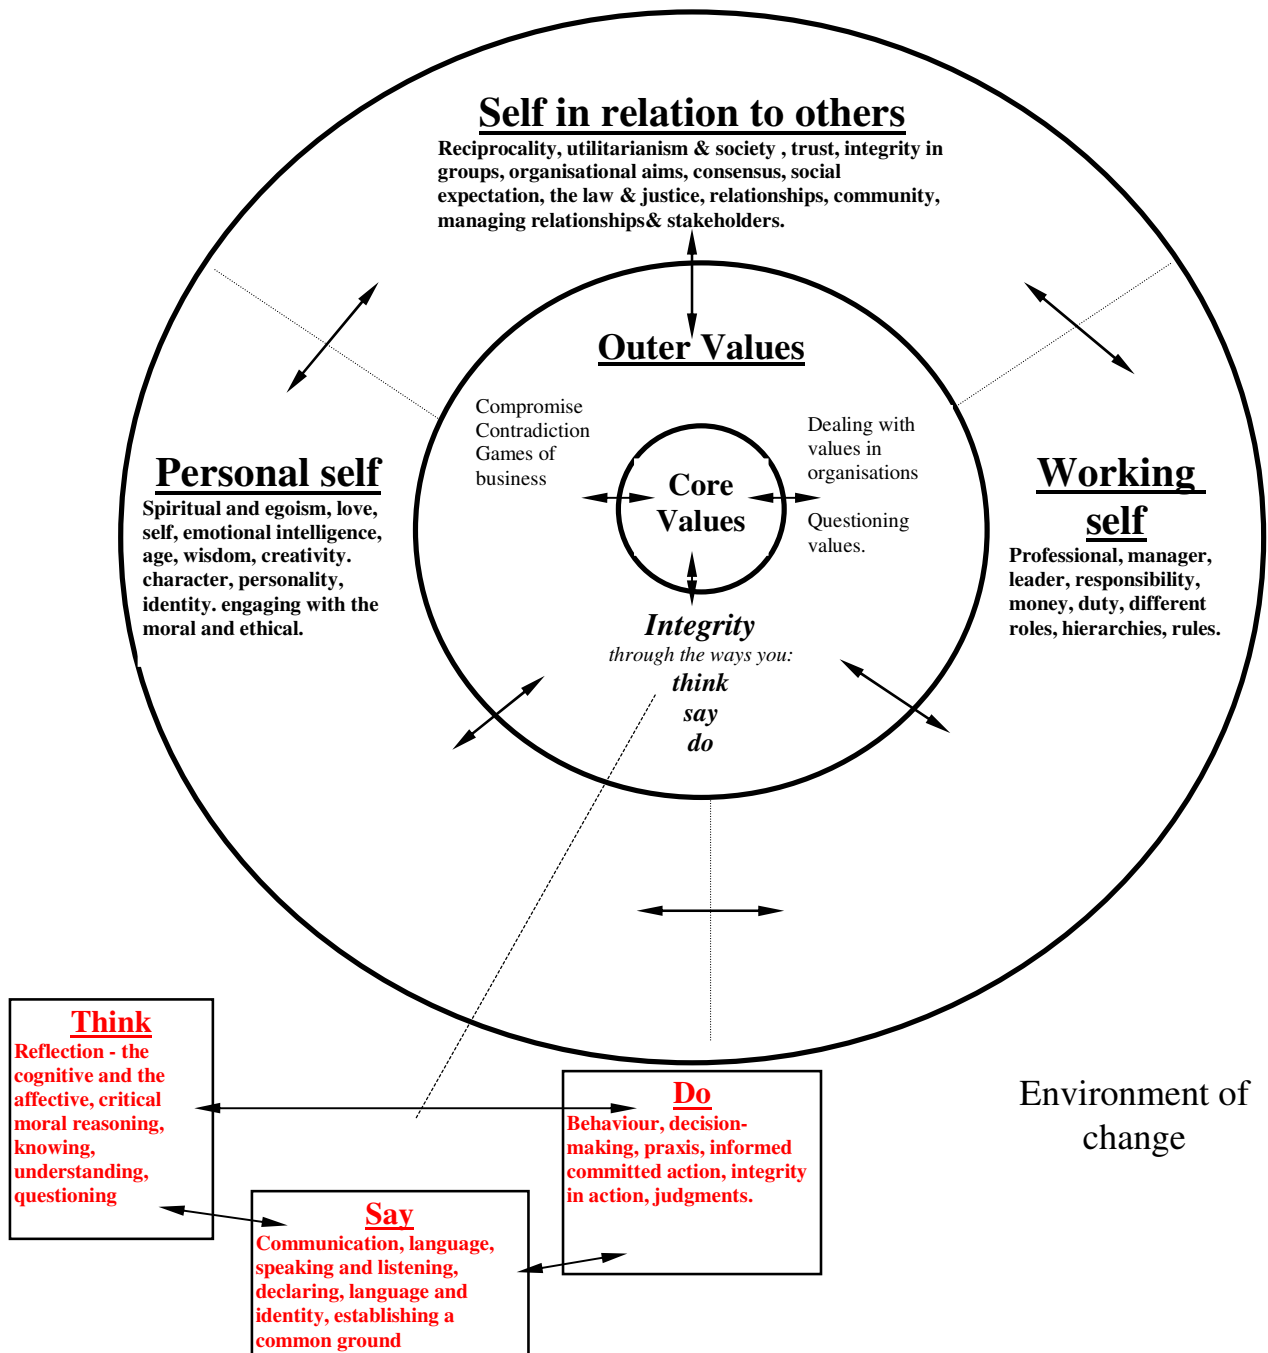 Self in relation to others
Reciprocality, utilitarianism & society , trust, integrity in
groups, organisational aims, consensus, social
expectation, the law & justice, relationships, community,
managing relationships& stakeholders.
Outer Values
Compromise
Contradiction
Games of
business
Dealing with
values in
organisations
Questioning
values.
Core
Values
Personal self
Spiritual and egoism, love,
self, emotional intelligence,
age, wisdom, creativity.
character, personality,
identity. engaging with the
moral and ethical.
Working
self
Professional, manager,
leader, responsibility,
money, duty, different
roles, hierarchies, rules.
Integrity
through the ways you:
think
say
do
Think
Reflection - the
cognitive and the
affective, critical
moral reasoning,
knowing,
understanding,
questioning
Do
Behaviour, decision-
making, praxis, informed
committed action, integrity
in action, judgments.
Say
Communication, language,
speaking and listening,
declaring, language and
identity, establishing a
common ground
Environment of
change